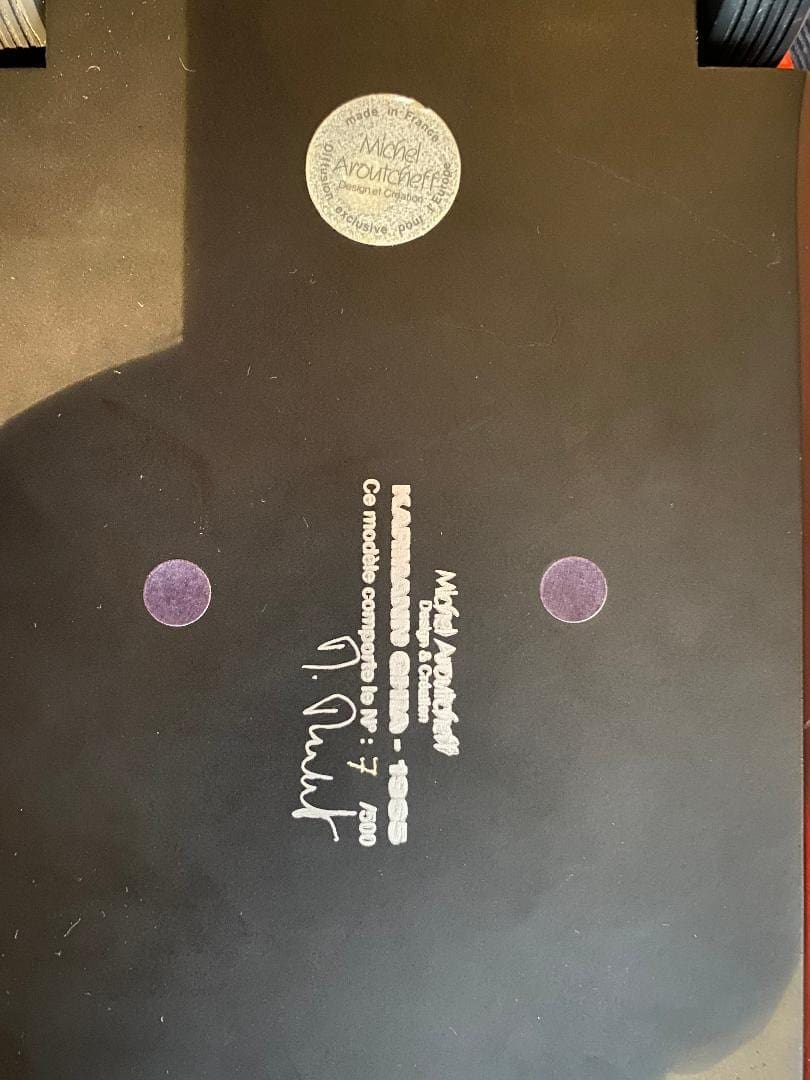 made in France
Michel
Aroutcheff
Design et Création
Diffusion exclusive pour l'Europe
Michel Aroutcheff
Design & Création
KARMANN GHIA - 1955
Ce modèle comporte le N° : 7 /500